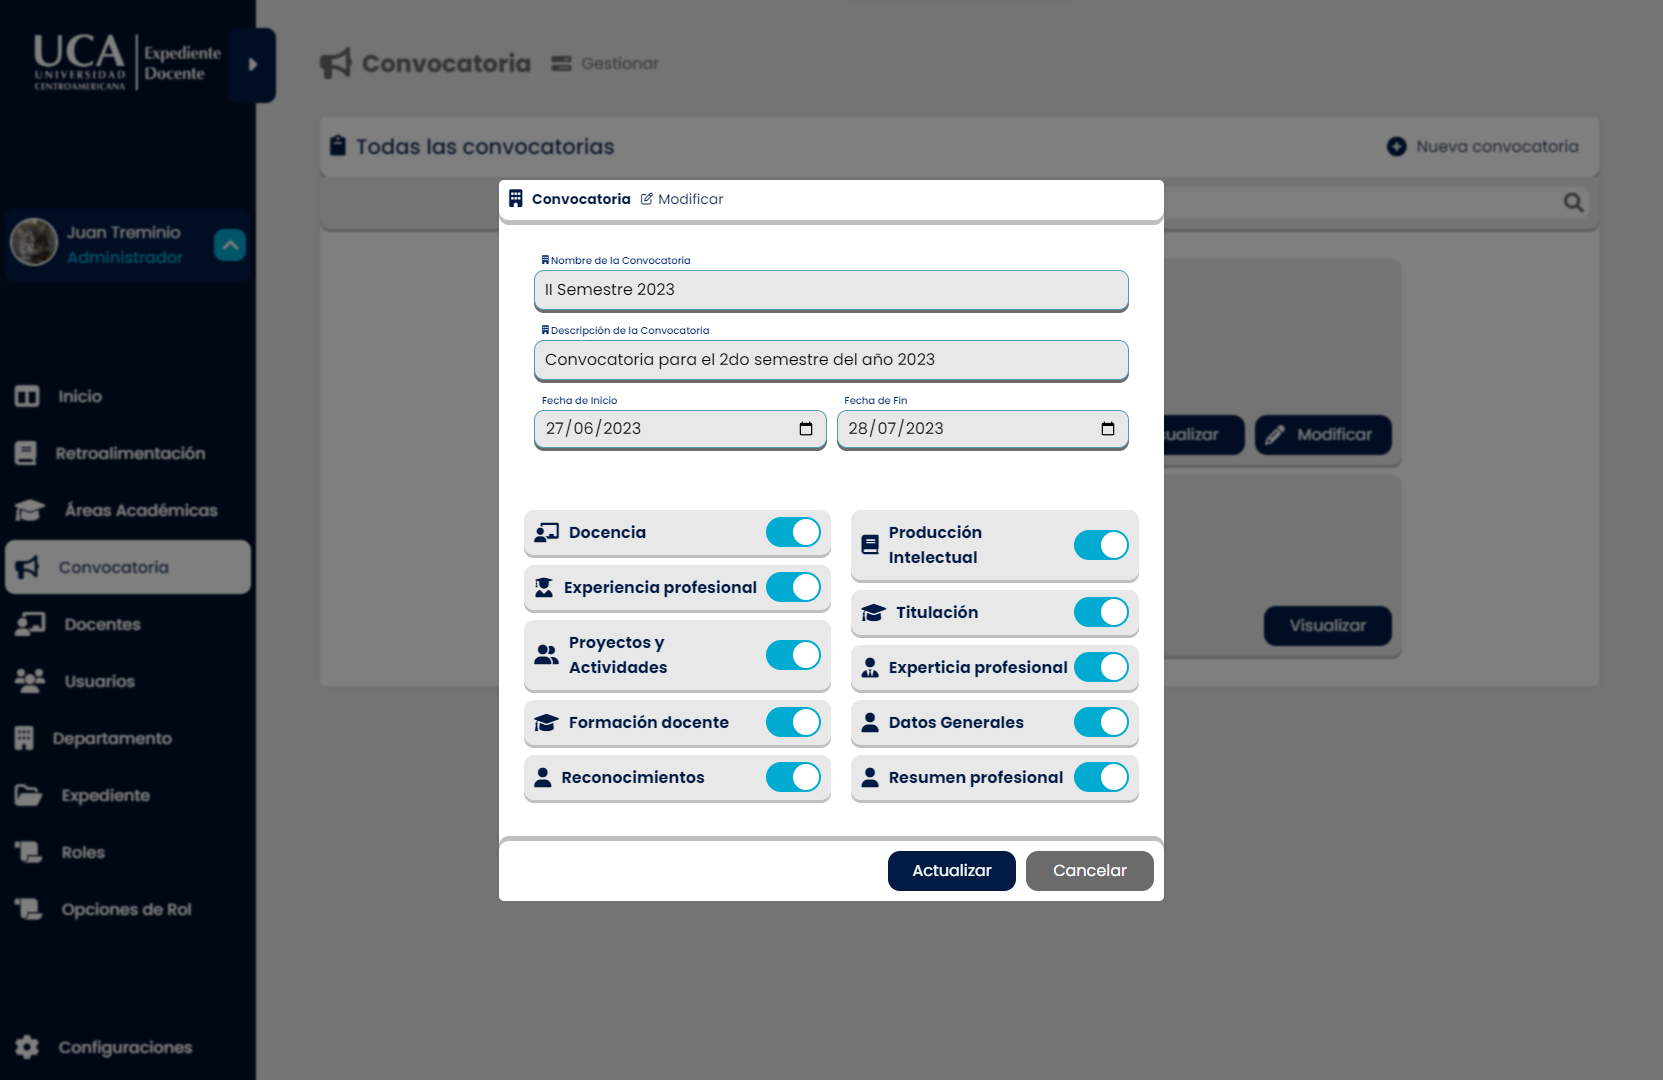 UCA
UNIVERSIDAD
CENTROAMERICANA
Expediente
Docente
Juan Treminio
Administrador
Inicio
Retroalimentación
Áreas Académicas
Convocatoria
Docentes
Usuarios
Departamento
Expediente
Roles
Opciones de Rol
Configuraciones
Convocatoria Gestionar
Todas las convocatorias
Nueva convocatoria
Modificar
Visualizar
Convocatoria Modificar
Nombre de la Convocatoria
II Semestre 2023
Descripción de la Convocatoria
Convocatoria para el 2do semestre del año 2023
Fecha de Inicio
27/06/2023
Fecha de Fin
28/07/2023
Docencia
Experiencia profesional
Proyectos y
Actividades
Formación docente
Reconocimientos
Producción
Intelectual
Titulación
Experticia profesional
Datos Generales
Resumen profesional
Actualizar
Cancelar